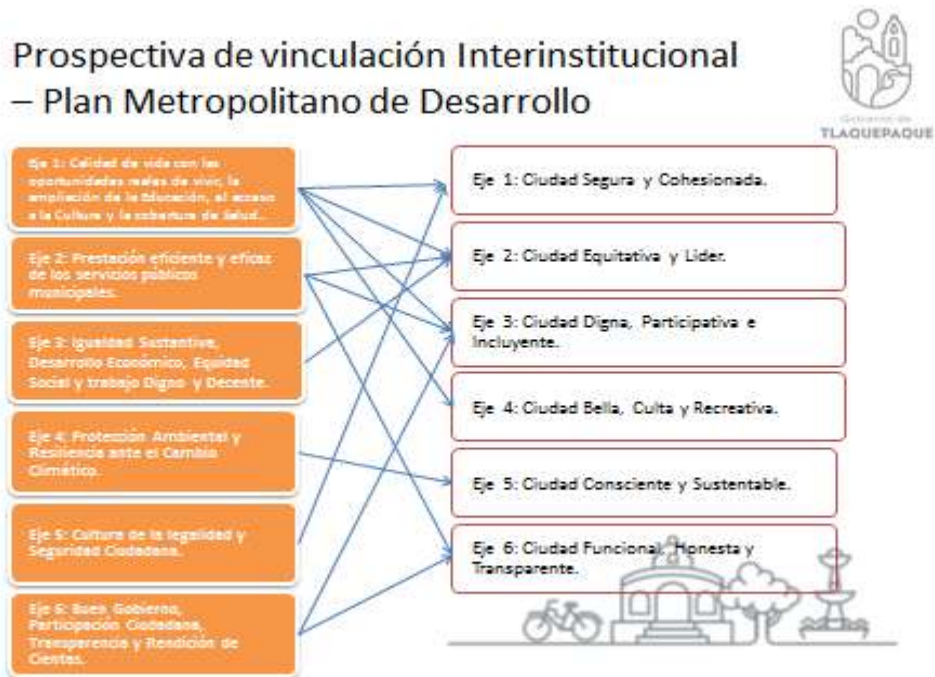 Prospectiva de vinculación Interinstitucional
– Plan Metropolitano de Desarrollo
Gobierno de
TLAQUEPAQUE
Eje 1: Calidad de vida con las
oportunidades reales de vivir, la
ampliación de la Educación, el acceso
a la Cultura y la cobertura de Salud.
Eje 2: Prestación eficiente y eficaz
de los servicios públicos
municipales.
Eje 3: Igualdad Sustantiva,
Desarrollo Económico, Equidad
Social y trabajo Digno y Decente.
Eje 4: Protección Ambiental y
Resiliencia ante el Cambio
Climático.
Eje 5: Cultura de la legalidad y
Seguridad Ciudadana.
Eje 6: Buen Gobierno,
Participación Ciudadana,
Transparencia y Rendición de
Cientas.
Eje 1: Ciudad Segura y Cohesionada.
Eje 2: Ciudad Equitativa y Lider.
Eje 3: Ciudad Digna, Participativa e
Incluyente.
Eje 4: Ciudad Bella, Culta y Recreativa.
Eje 5: Ciudad Consciente y Sustentable.
Eje 6: Ciudad Funcional, Honesta y
Transparente.